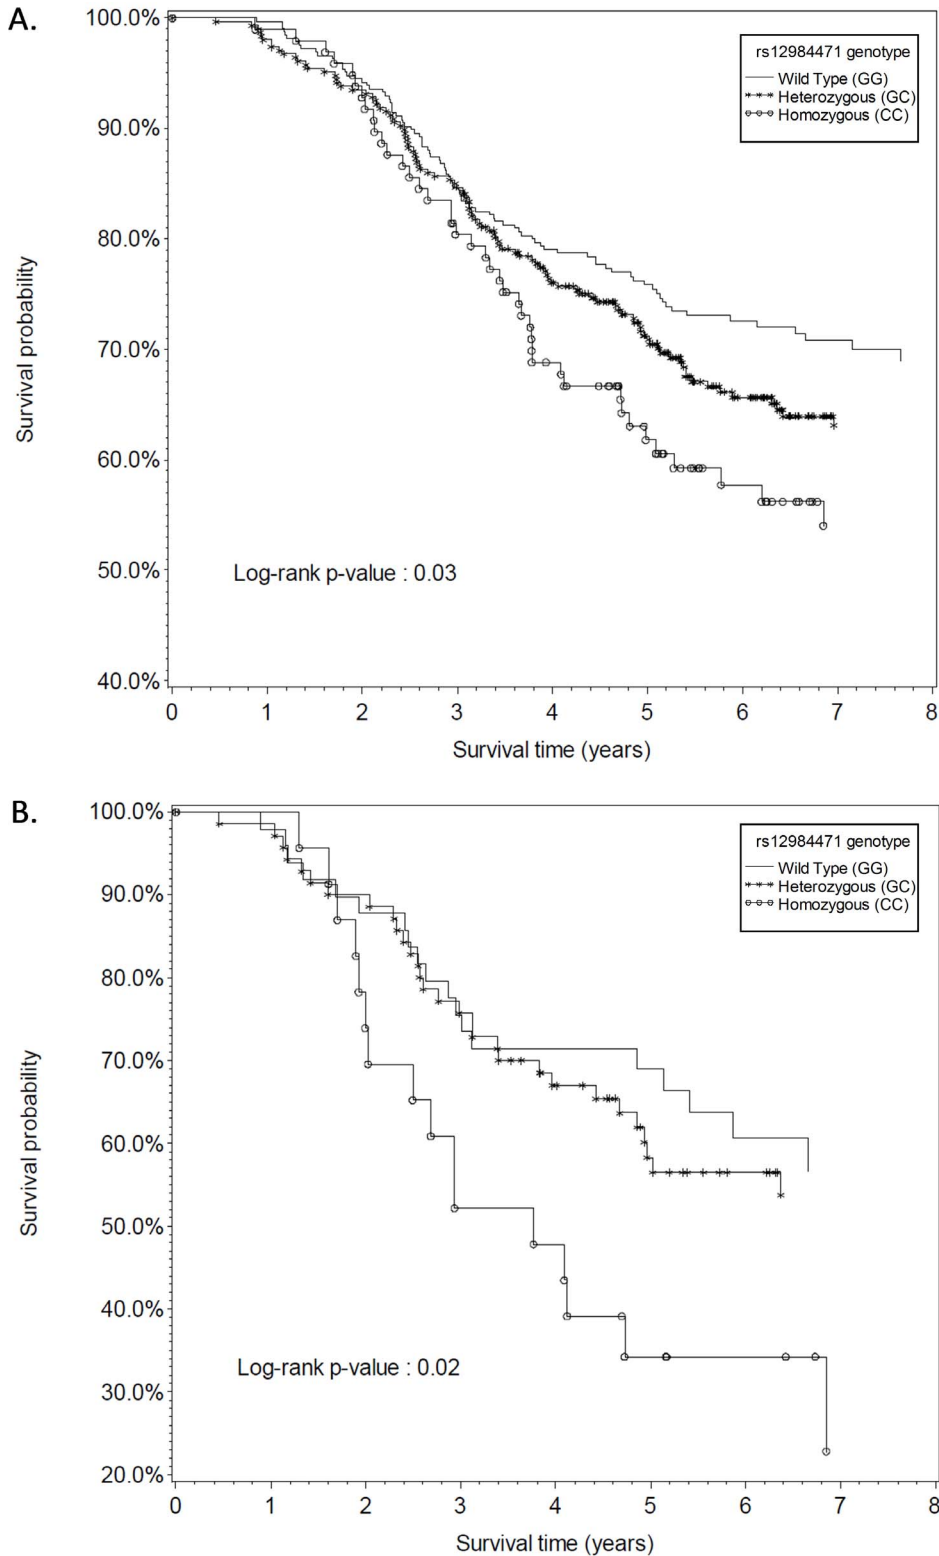 A.
100.0%
90.0%
80.0%
70.0%
60.0%
50.0%
40.0%
Survival probability
rs12984471 genotype
Wild Type (GG)
Heterozygous (GC)
Homozygous (CC)
Log-rank p-value : 0.03
0 1 2 3 4 5 6 7 8
Survival time (years)
B.
100.0%
90.0%
80.0%
70.0%
60.0%
50.0%
40.0%
30.0%
20.0%
Survival probability
rs12984471 genotype
Wild Type (GG)
Heterozygous (GC)
Homozygous (CC)
Log-rank p-value : 0.02
0 1 2 3 4 5 6 7 8
Survival time (years)